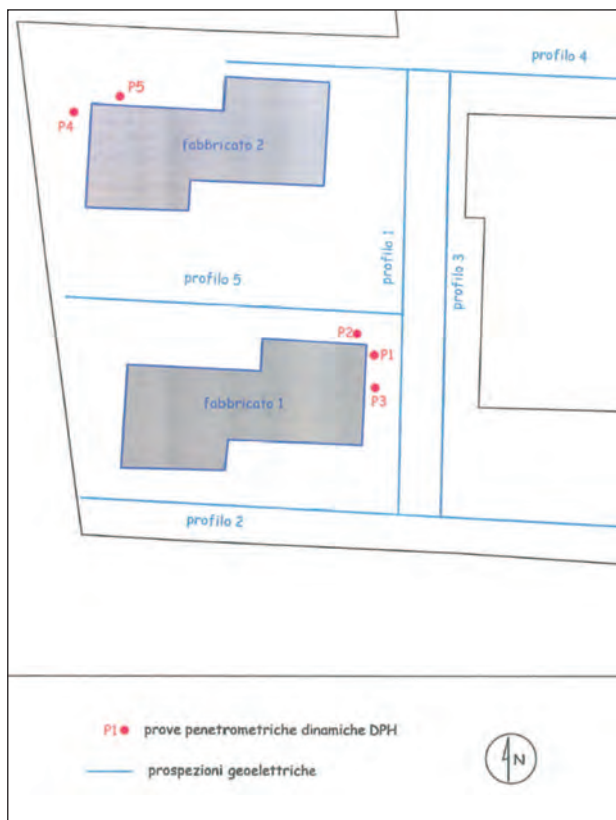 profilo 4
P5
P4
fabbricato 2
profilo 1
profilo 3
profilo 5
P2
P1
P3
fabbricato 1
profilo 2
P1 prove penetrometriche dinamiche DPH
N
prospezioni geoelettriche